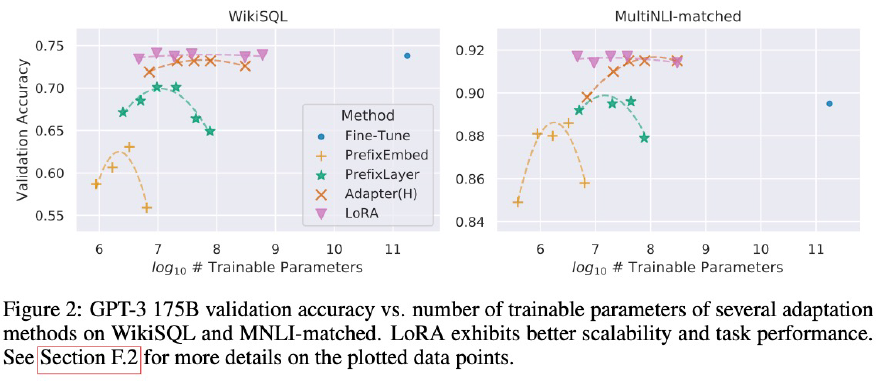 WikiSQL
MultiNLI-matched
Validation Accuracy
0.75
0.70
0.65
0.60
0.55
6 7 8 9 10 11
log10 # Trainable Parameters
Method
Fine-Tune
PrefixEmbed
PrefixLayer
Adapter(H)
LoRA
0.92
0.90
0.88
0.86
0.84
6 7 8 9 10 11
log10 # Trainable Parameters
Figure 2: GPT-3 175B validation accuracy vs. number of trainable parameters of several adaptation
methods on WikiSQL and MNLI-matched. LoRA exhibits better scalability and task performance.
See Section F.2 for more details on the plotted data points.